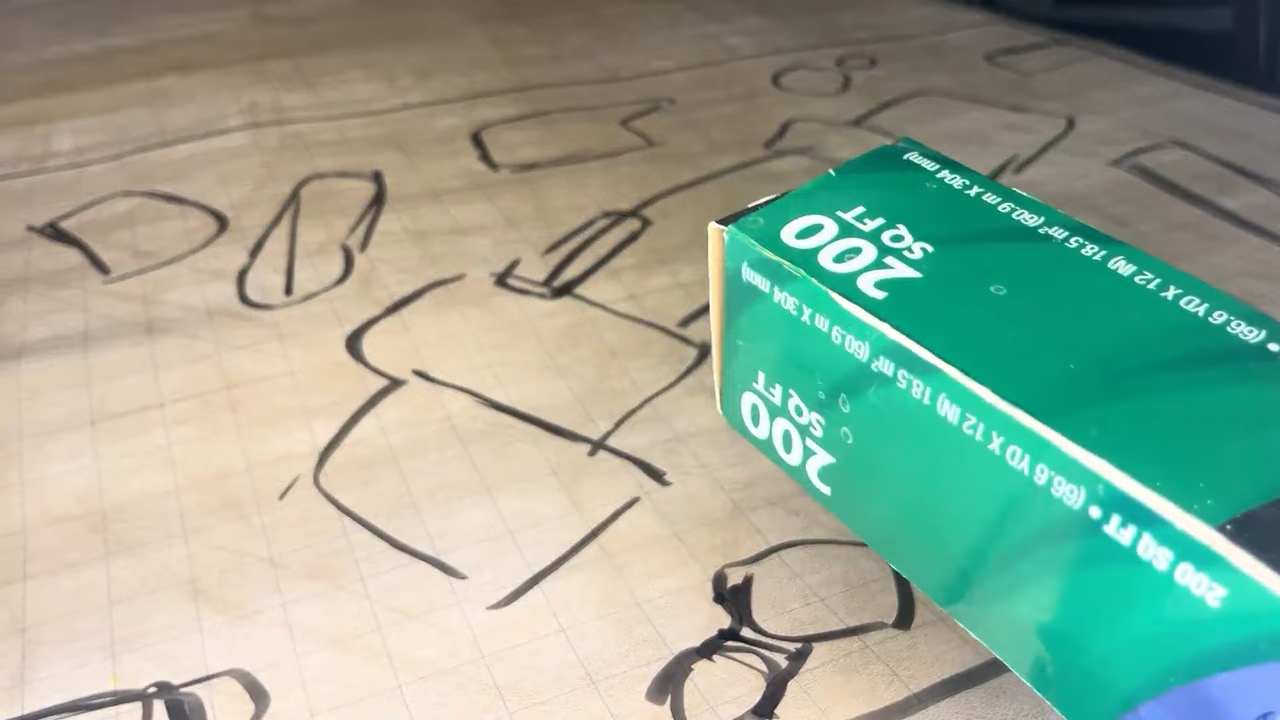 200
SQ FT
• (66.6 YD X 12 IN) 18.5 m² (60.9 m X 304 mm)
200
SQ FT
200 SQ FT • (66.6 YD X 12 IN) 18.5 m² (60.9 m X 304 mm)